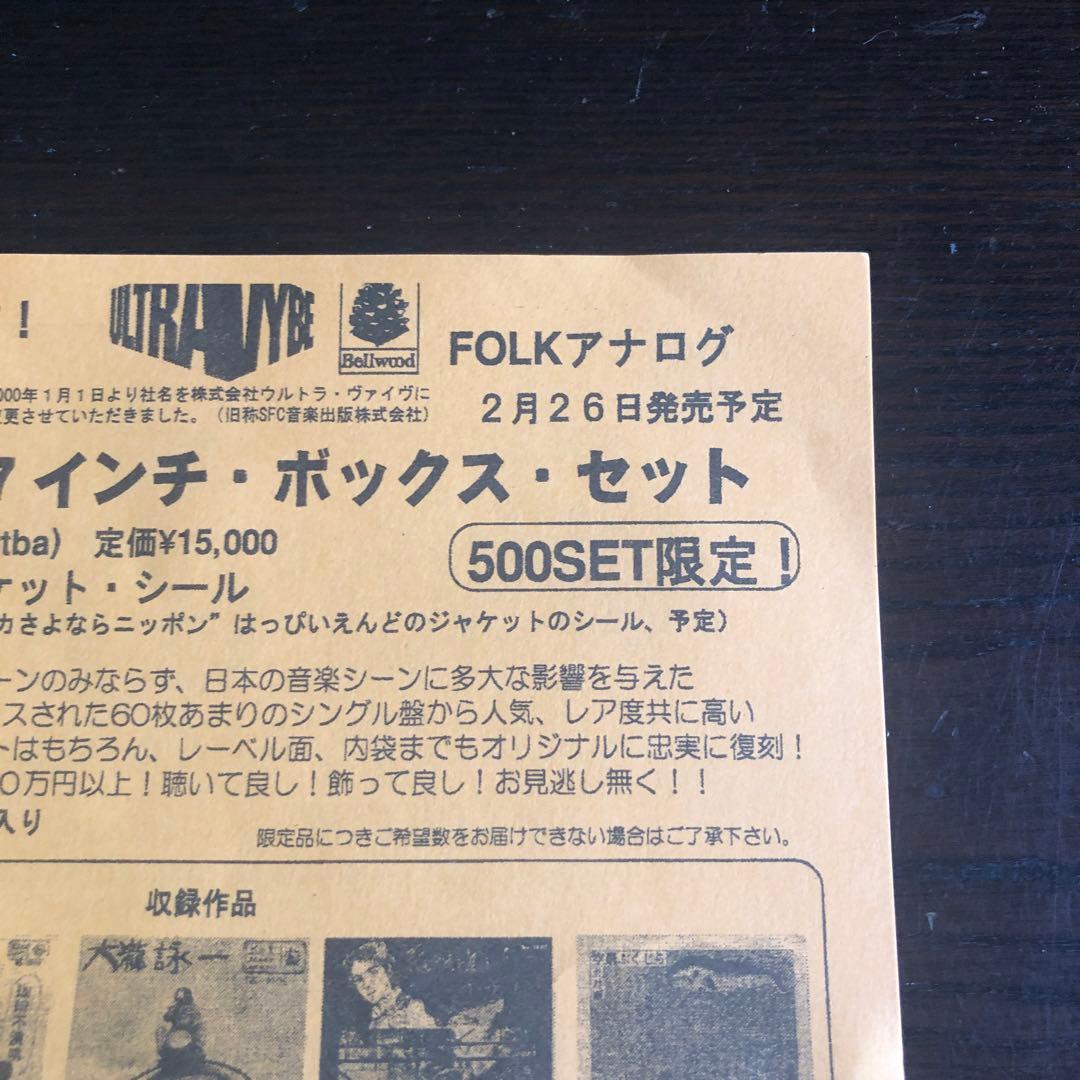 ！
ULTRAVYBE
Bellwood
FOLKアナログ
000年１月１日より社名を株式会社ウルトラ・ヴァイヴに
更させていただきました。（旧称SFC音楽出版株式会社）
２月２６日発売予定
７インチ・ボックス・セット
tba)　定価¥15,000
500SET限定！
ケット・シール
カさよならニッポン”はっぴいえんどのジャケットのシール、予定）
ーンのみならず、日本の音楽シーンに多大な影響を与えた
スされた60枚あまりのシングル盤から人気、レア度共に高い
トはもちろん、レーベル面、内袋までもオリジナルに忠実に復刻！
０万円以上！聴いて良し！飾って良し！お見逃し無く！！
入り
限定品につきご希望数をお届けできない場合はご了承下さい。
収録作品
大瀧詠一